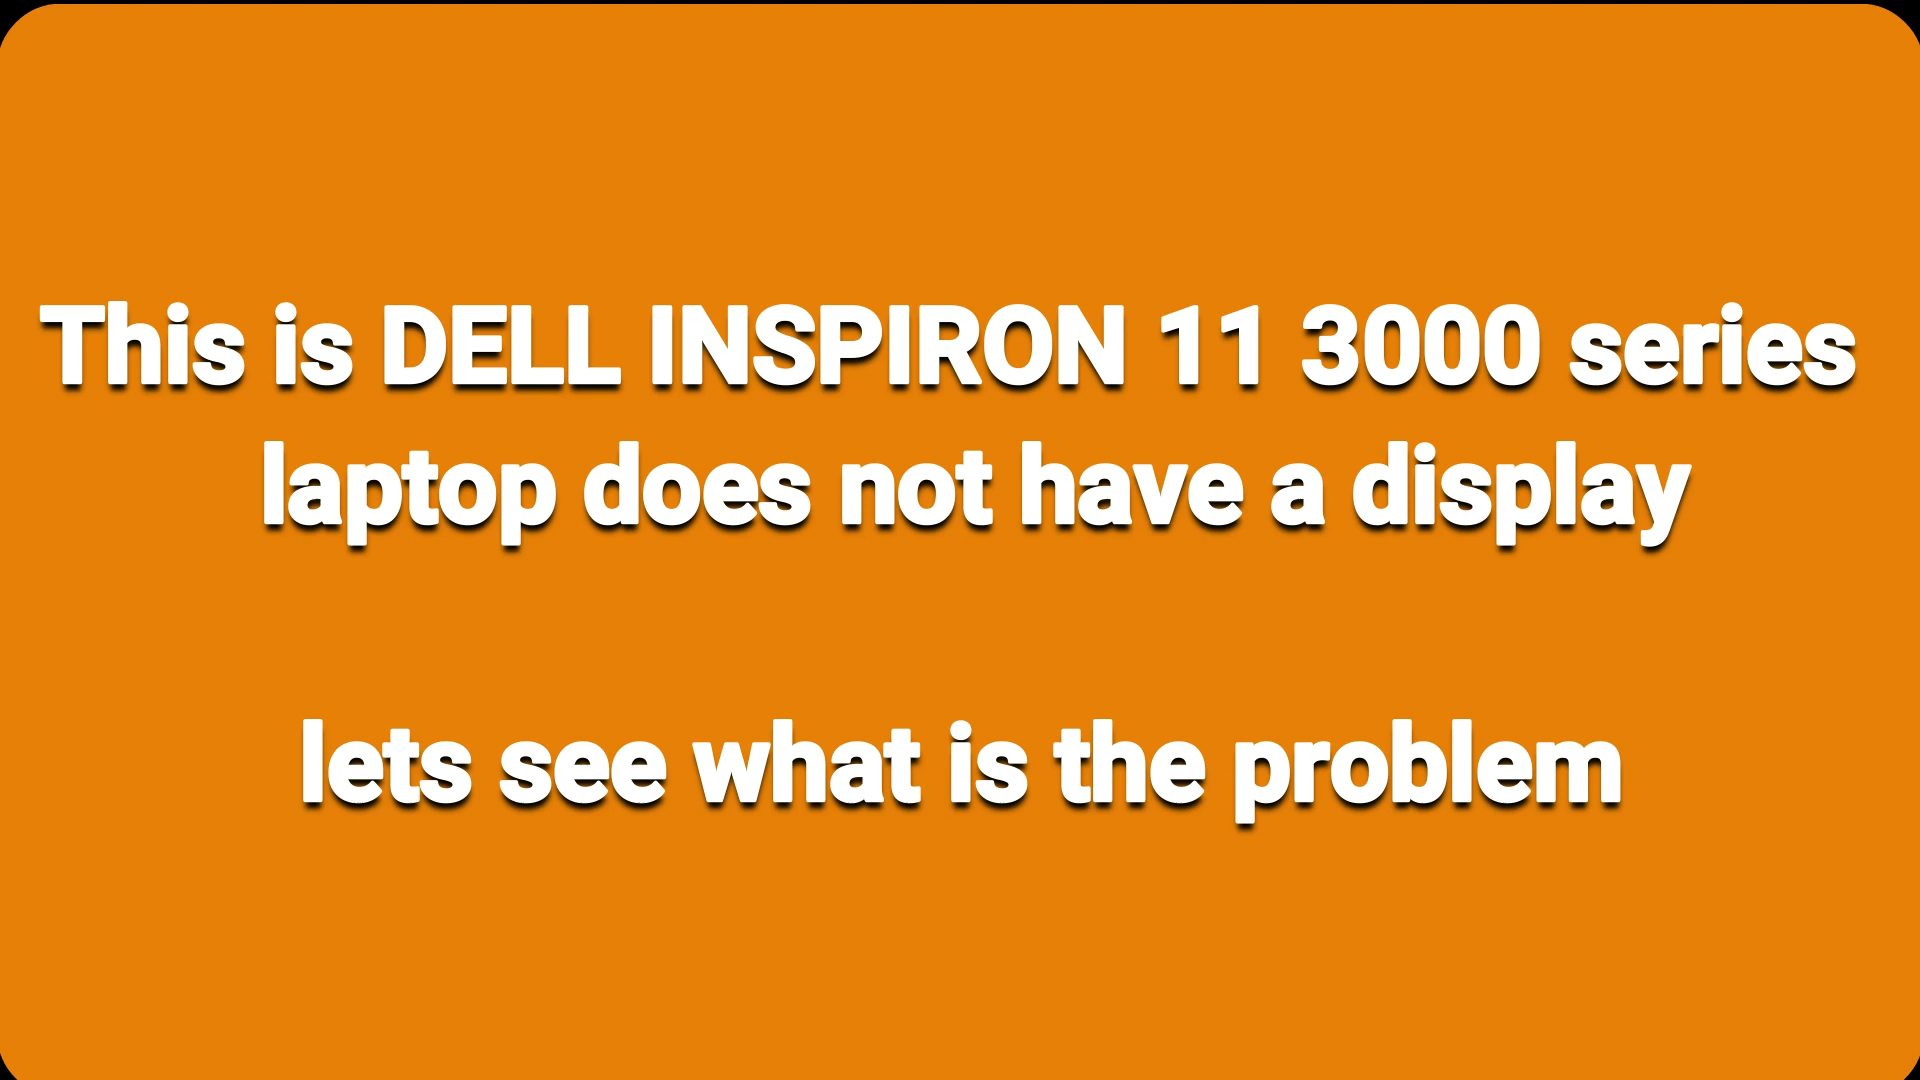 This is DELL INSPIRON 11 3000 series
laptop does not have a display
lets see what is the problem